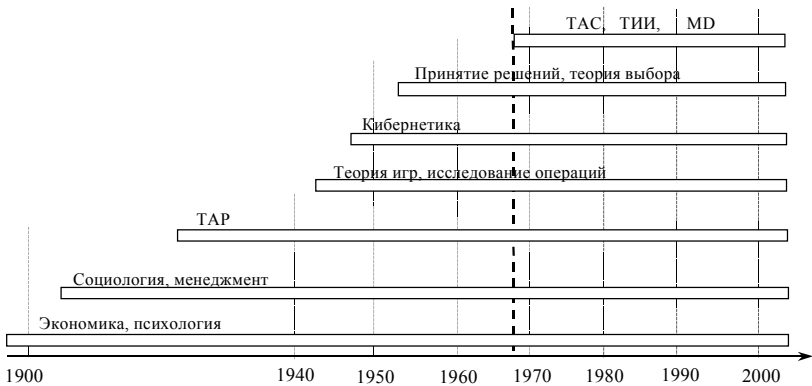 ТАС, ТИИ, MD
Принятие решений, теория выбора
Кибернетика
Теория игр, исследование операций
ТАР
Социология, менеджмент
Экономика, психология
1900 1940 1950 1960 1970 1980 1990 2000